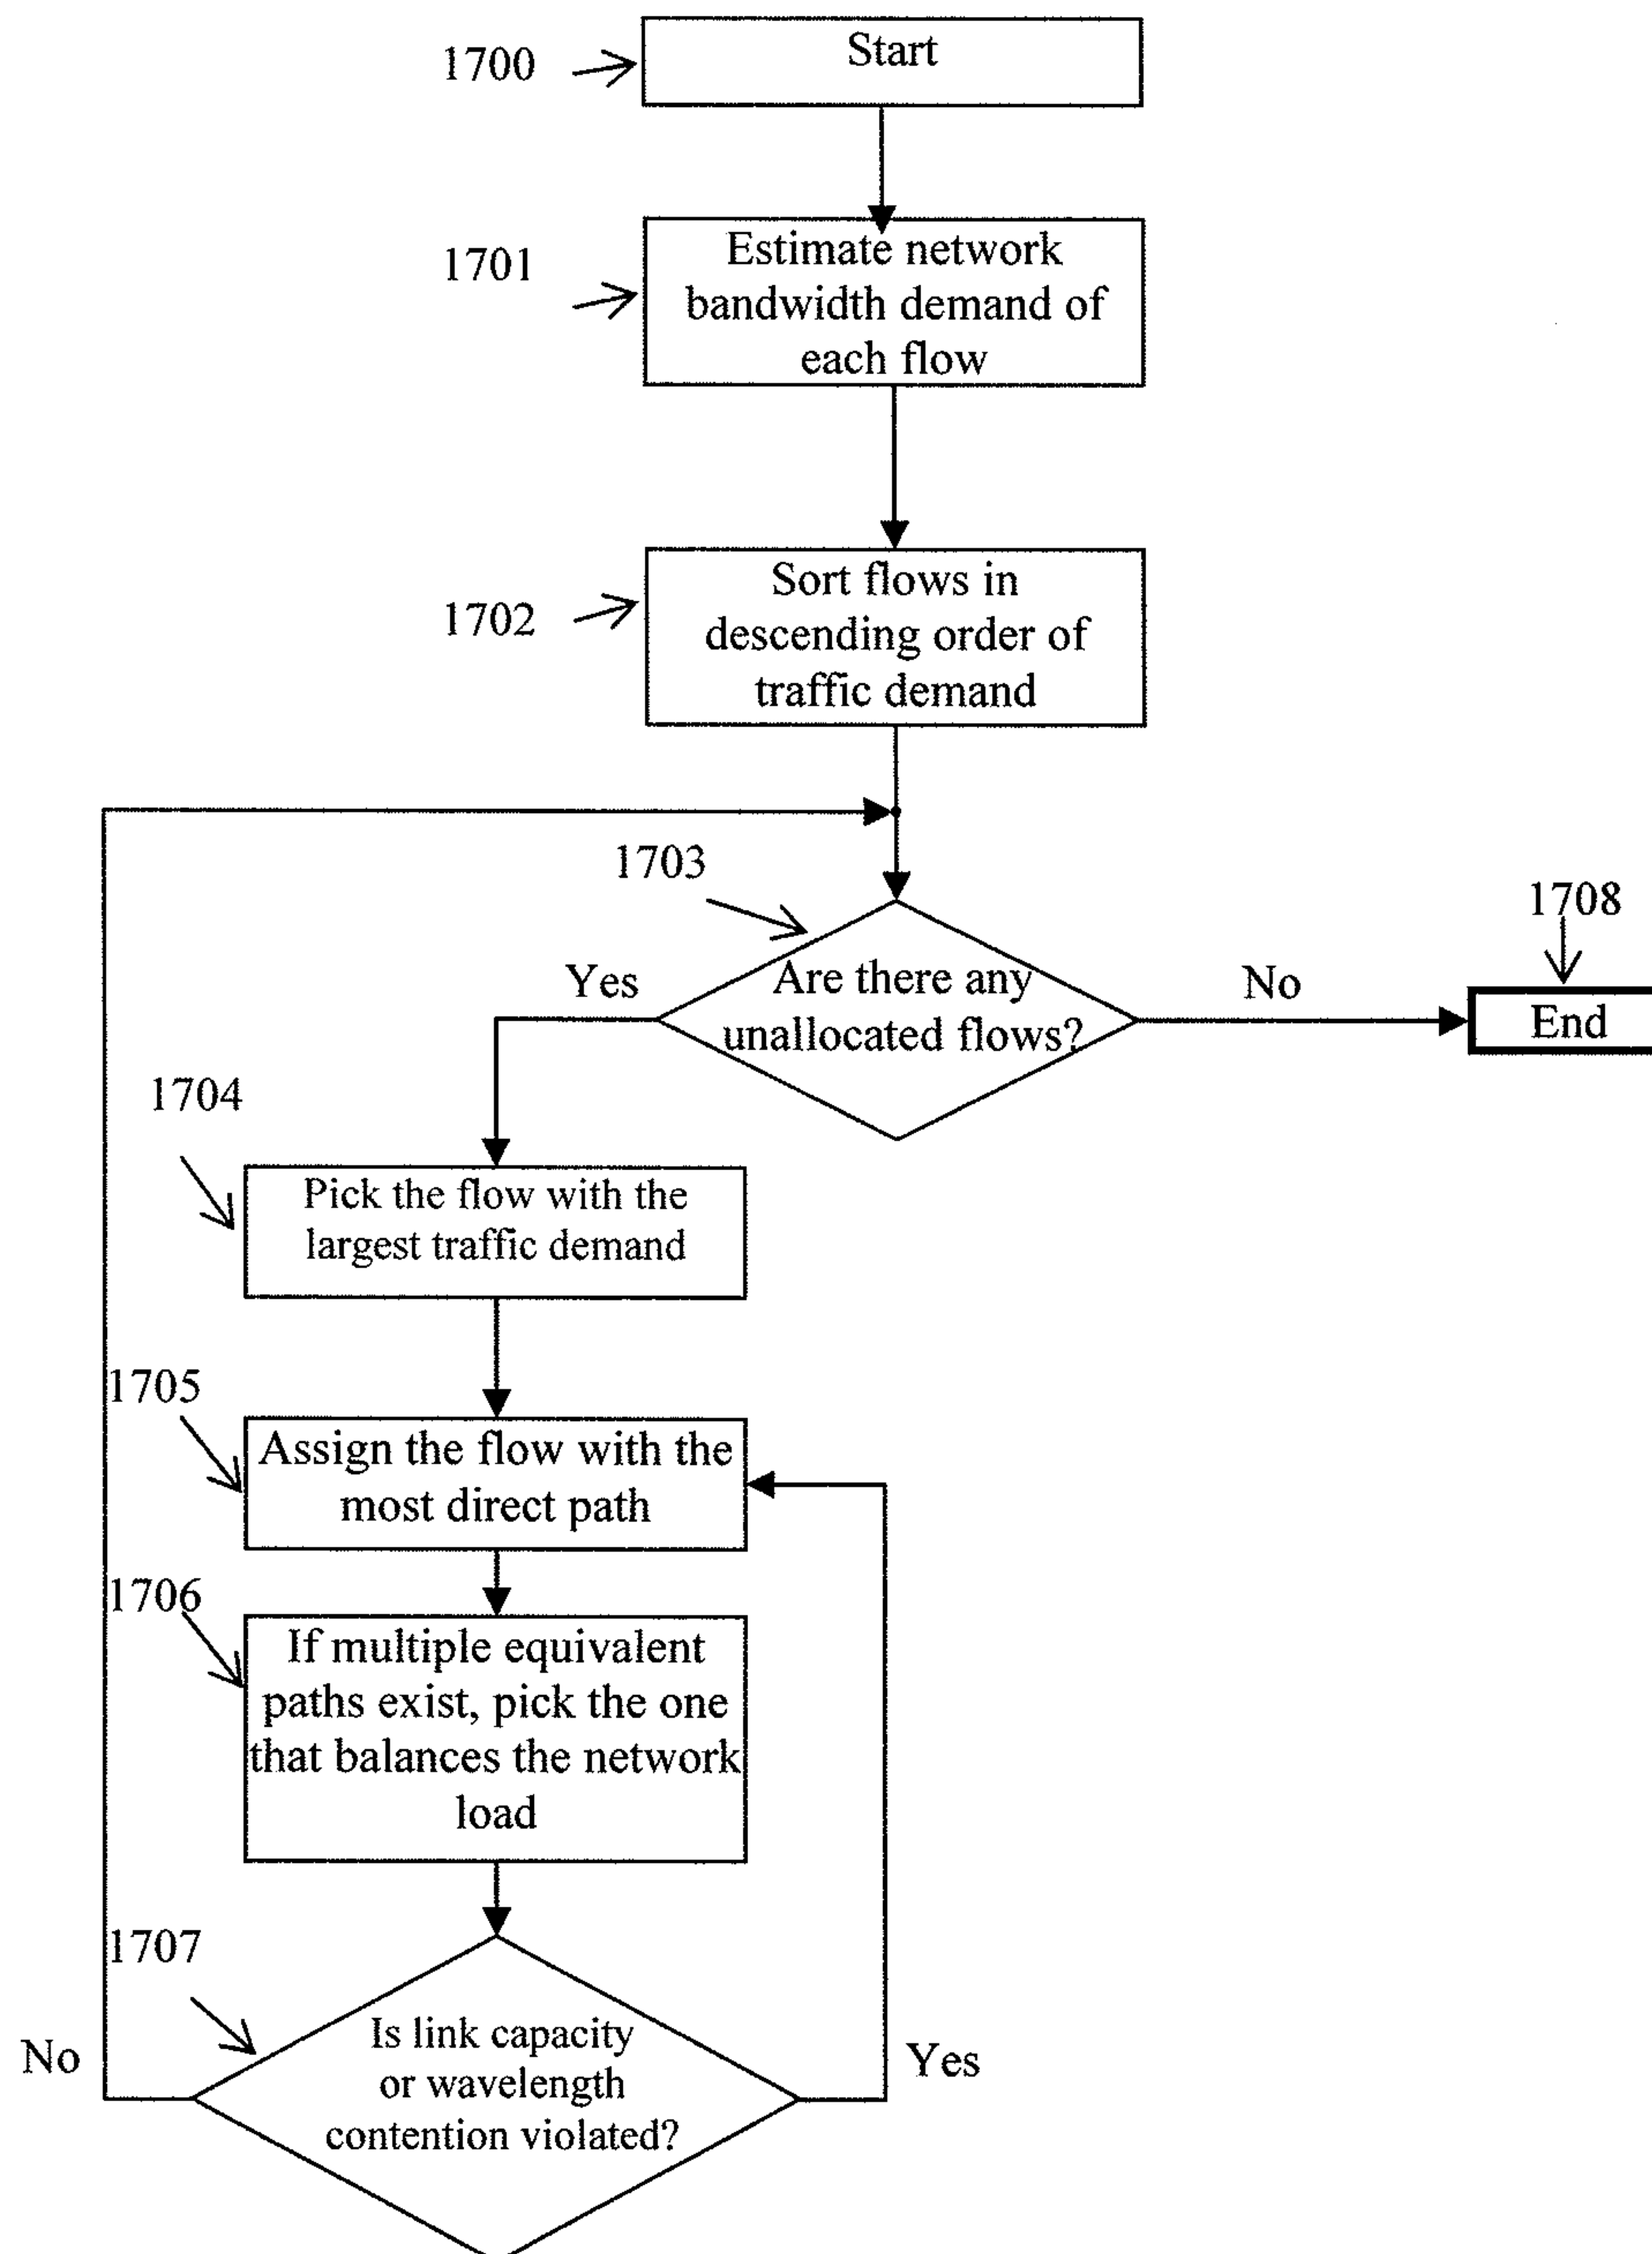 1700
Start
1701
Estimate network
bandwidth demand of
each flow
1702
Sort flows in
descending order of
traffic demand
1703
Are there any
unallocated flows?
Yes
No
1708
End
1704
Pick the flow with the
largest traffic demand
1705
Assign the flow with the
most direct path
1706
If multiple equivalent
paths exist, pick the one
that balances the network
load
1707
Is link capacity
or wavelength
contention violated?
No
Yes